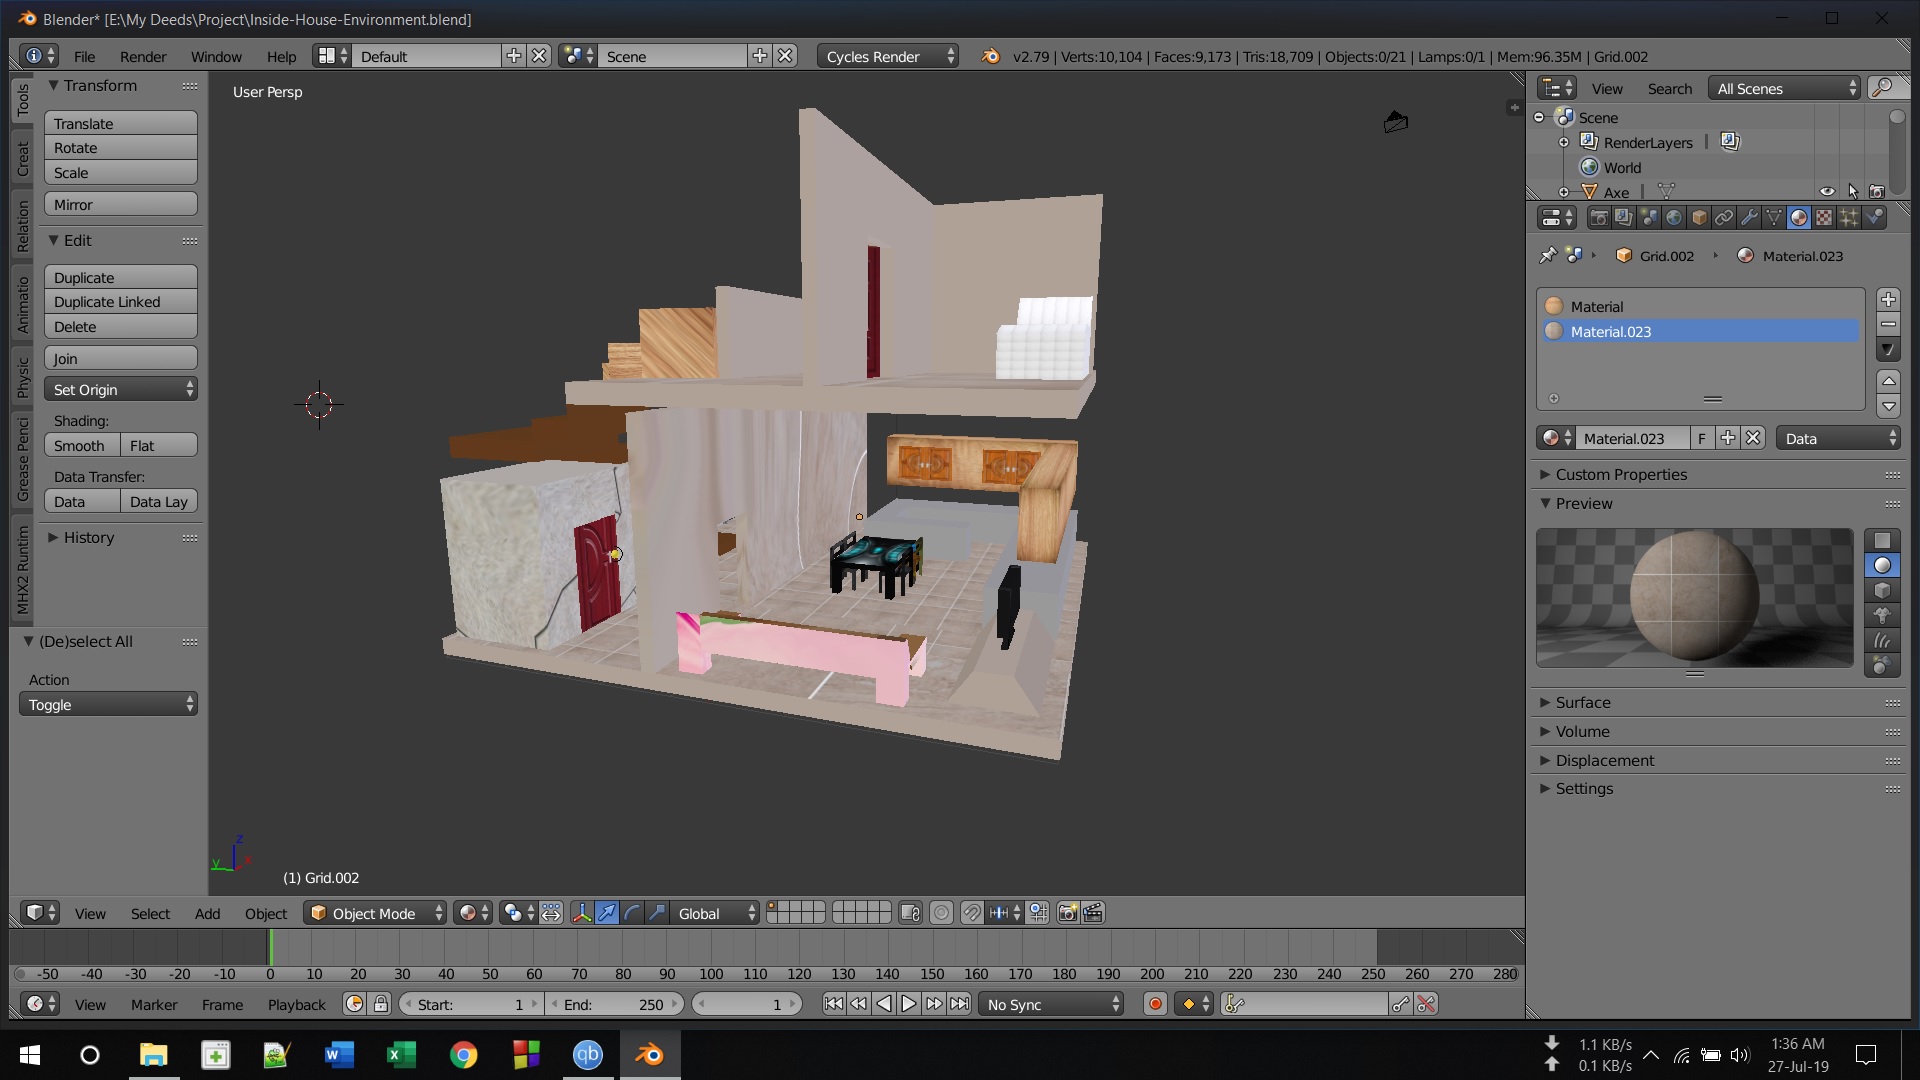 Blender* [E:\My Deeds\Project\Inside-House-Environment.blend]
File Render Window Help Default Scene Cycles Render v2.79 | Verts:10,104 | Faces:9,173 | Tris:18,709 | Objects:0/21 | Lamps:0/1 | Mem:96.35M | Grid.002
Tools
Creat
Relation
Animatio
Physic
Grease Penci
MHX2 Runtim
Transform
Translate
Rotate
Scale
Mirror
Edit
Duplicate
Duplicate Linked
Delete
Join
Set Origin
Shading:
Smooth Flat
Data Transfer:
Data Data Lay
History
(De)select All
Action
Toggle
User Persp
z
y x
(1) Grid.002
View Search All Scenes
Scene
RenderLayers
World
Axe
Grid.002 Material.023
Material
Material.023
Material.023 F Data
Custom Properties
Preview
Surface
Volume
Displacement
Settings
View Select Add Object Object Mode Global
-50 -40 -30 -20 -10 0 10 20 30 40 50 60 70 80 90 100 110 120 130 140 150 160 170 180 190 200 210 220 230 240 250 260 270 280
View Marker Frame Playback Start: 1 End: 250 1 No Sync
qb
1.1 KB/s
0.1 KB/s
1:36 AM
27-Jul-19